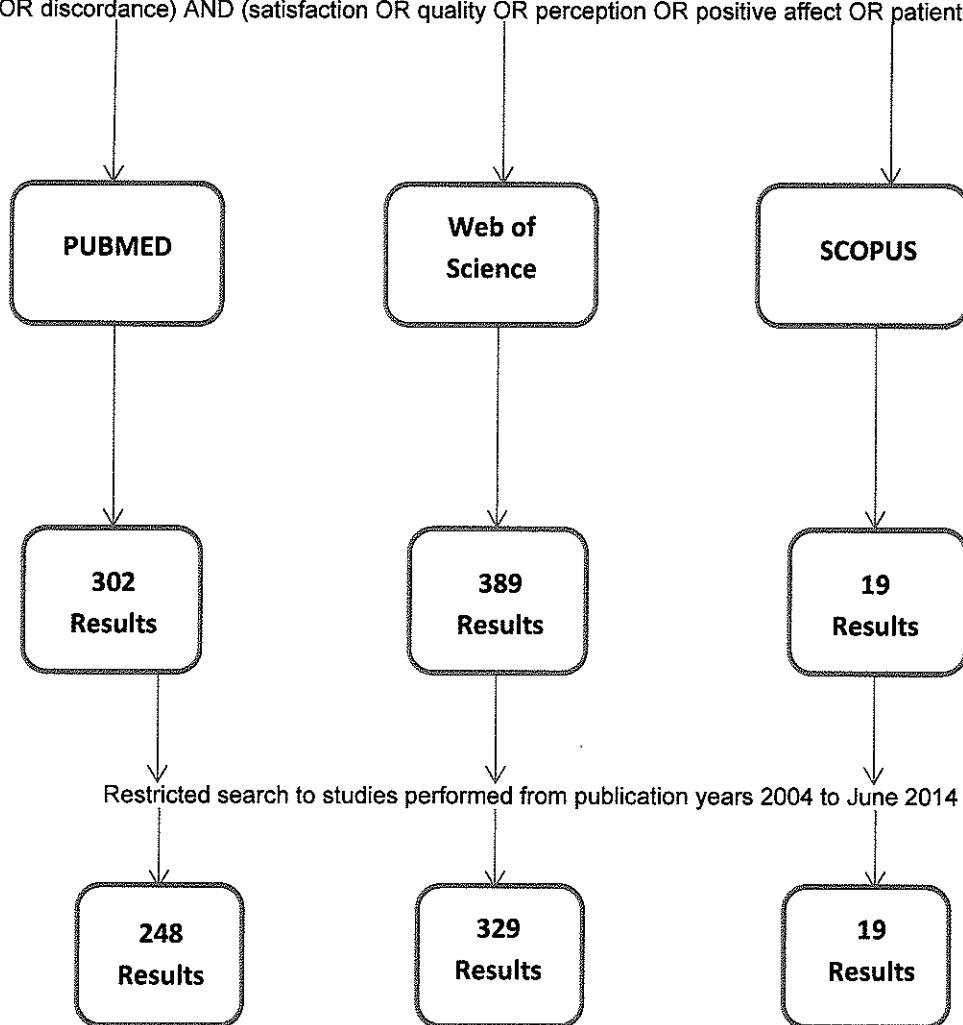 OR discordance) AND (satisfaction OR quality OR perception OR positive affect OR patient
PUBMED
Web of
Science
SCOPUS
302
Results
389
Results
19
Results
Restricted search to studies performed from publication years 2004 to June 2014
248
Results
329
Results
19
Results